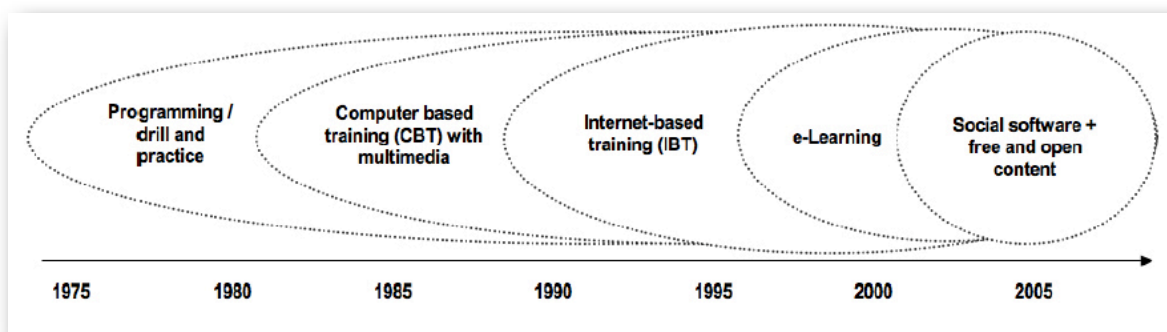 Programming /
drill and
practice
Computer based
training (CBT) with
multimedia
Internet-based
training (IBT)
e-Learning
Social software +
free and open
content
1975 1980 1985 1990 1995 2000 2005